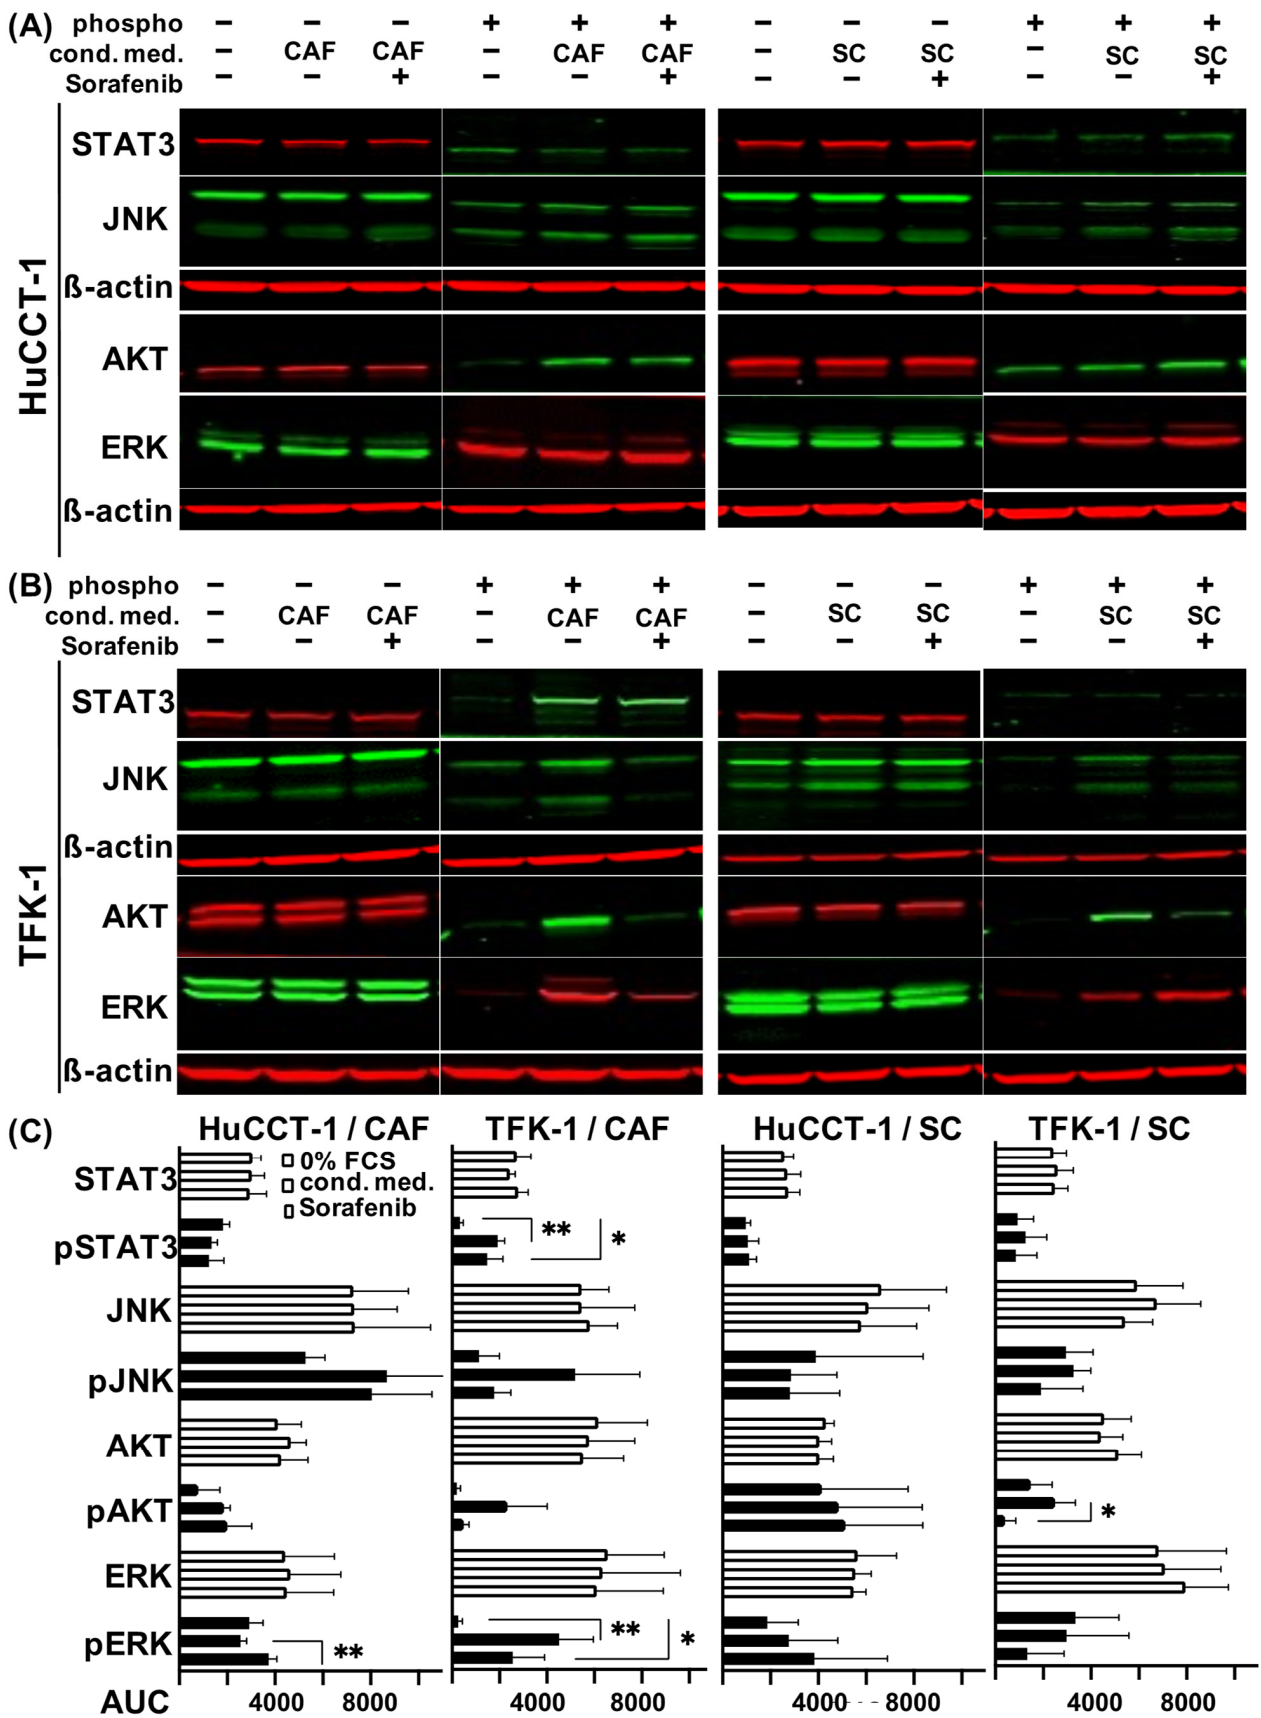 (A) phospho − − − + + + − − − + + +
cond. med. − CAF CAF − CAF CAF − SC SC − SC SC
Sorafenib − − + − − + − − + − − +
HuCCT-1
STAT3
JNK
ß-actin
AKT
ERK
ß-actin
(B) phospho − − − + + + − − − + + +
cond. med. − CAF CAF − CAF CAF − SC SC − SC SC
Sorafenib − − + − − + − − + − − +
TFK-1
STAT3
JNK
ß-actin
AKT
ERK
ß-actin
(C) HuCCT-1 / CAF TFK-1 / CAF HuCCT-1 / SC TFK-1 / SC
STAT3
0% FCS
cond. med.
Sorafenib
pSTAT3 ** *
JNK
pJNK
AKT
pAKT *
ERK
pERK ** ** *
AUC 4000 8000 4000 8000 4000 8000 4000 8000